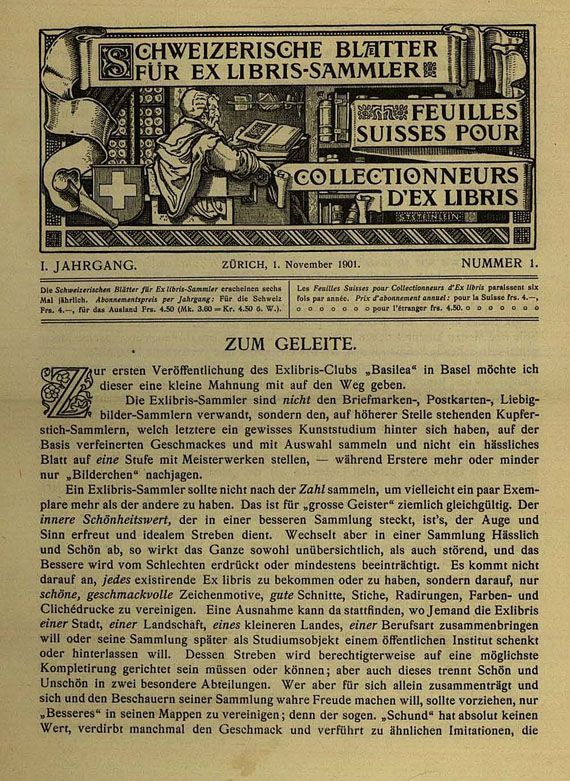 SCHWEIZERISCHE BLÆTTER
FÜR EX LIBRIS-SAMMLER
FEUILLES
SUISSES POUR
COLLECTIONNEURS
D'EX LIBRIS
I. JAHRGANG. ZÜRICH, 1. November 1901. NUMMER 1.
Die Schweizerischen Blätter für Ex libris-Sammler erscheinen sechs
Mal jährlich. Abonnementspreis per Jahrgang: Für die Schweiz
Frs. 4.—, für das Ausland Frs. 4.50 (Mk. 3.60 = Kr. 4.50 ö. W.).
Les Feuilles Suisses pour Collectionneurs d'Ex libris paraissent six
fois par année. Prix d'abonnement annuel: pour la Suisse frs. 4.—,
o o o o o o o pour l'étranger frs. 4.50. o o o o o o o
ZUM GELEITE.
Zur ersten Veröffentlichung des Exlibris-Clubs „Basilea“ in Basel möchte ich
dieser eine kleine Mahnung mit auf den Weg geben.
Die Exlibris-Sammler sind nicht den Briefmarken-, Postkarten-, Liebig-
bilder-Sammlern verwandt, sondern den, auf höherer Stelle stehenden Kupfer-
stich-Sammlern, welch letztere ein gewisses Kunststudium hinter sich haben, auf der
Basis verfeinerten Geschmackes und mit Auswahl sammeln und nicht ein hässliches
Blatt auf eine Stufe mit Meisterwerken stellen, — während Erstere mehr oder minder
nur „Bilderchen“ nachjagen.
Ein Exlibris-Sammler sollte nicht nach der Zahl sammeln, um vielleicht ein paar Exem-
plare mehr als der andere zu haben. Das ist für „grosse Geister“ ziemlich gleichgültig. Der
innere Schönheitswert, der in einer besseren Sammlung steckt, ist's, der Auge und
Sinn erfreut und idealem Streben dient. Wechselt aber in einer Sammlung Hässlich
und Schön ab, so wirkt das Ganze sowohl unübersichtlich, als auch störend, und das
Bessere wird vom Schlechten erdrückt oder mindestens beeinträchtigt. Es kommt nicht
darauf an, jedes existirende Ex libris zu bekommen oder zu haben, sondern darauf, nur
schöne, geschmackvolle Zeichenmotive, gute Schnitte, Stiche, Radirungen, Farben- und
Clichédrucke zu vereinigen. Eine Ausnahme kann da stattfinden, wo Jemand die Exlibris
einer Stadt, einer Landschaft, eines kleineren Landes, einer Berufsart zusammenbringen
will oder seine Sammlung später als Studiumsobjekt einem öffentlichen Institut schenkt
oder hinterlassen will. Dessen Streben wird berechtigterweise auf eine möglichste
Kompletirung gerichtet sein müssen oder können; aber auch dieses trennt Schön und
Unschön in zwei besondere Abteilungen. Wer aber für sich allein zusammenträgt und
sich und den Beschauern seiner Sammlung wahre Freude machen will, sollte vorziehen, nur
„Besseres“ in seinen Mappen zu vereinigen; denn der sogen. „Schund“ hat absolut keinen
Wert, verdirbt manchmal den Geschmack und verführt zu ähnlichen Imitationen, die